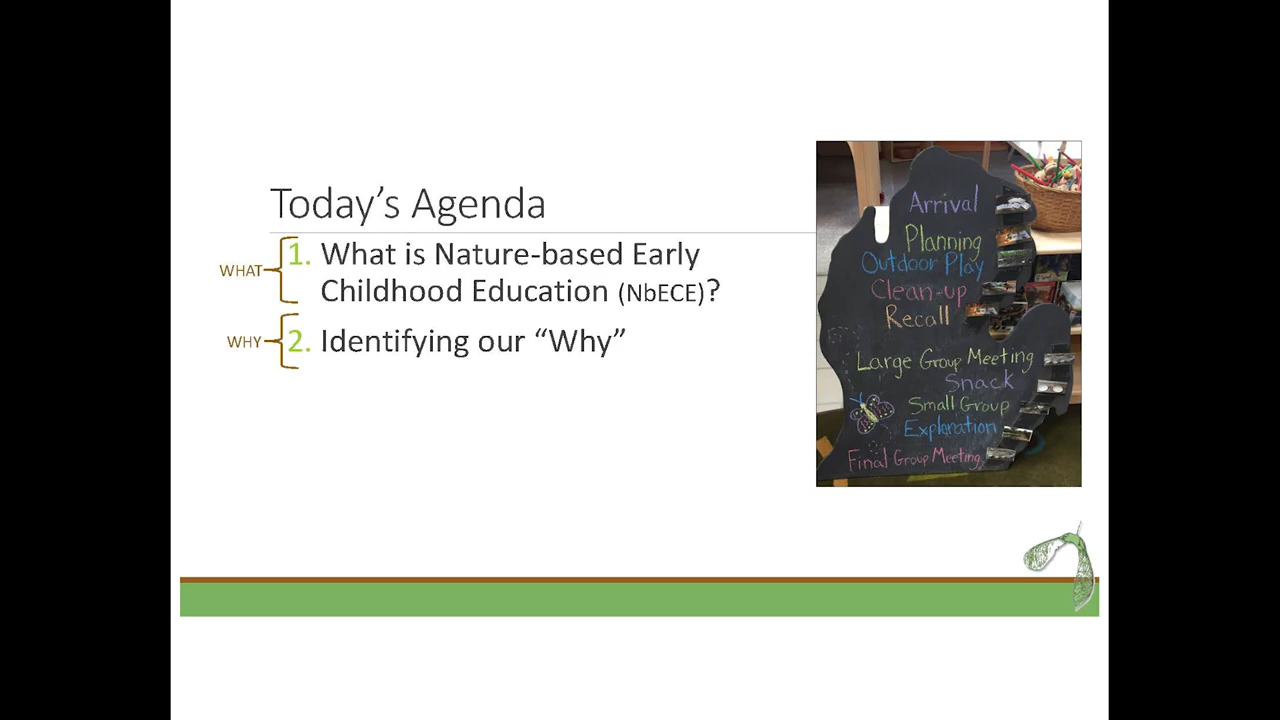 Today's Agenda
WHAT
1. What is Nature-based Early
Childhood Education (NbECE)?
WHY
2. Identifying our “Why”
Arrival
Planning
Outdoor Play
Clean-up
Recall
Large Group Meeting
Snack
Small Group
Exploration
Final Group Meeting